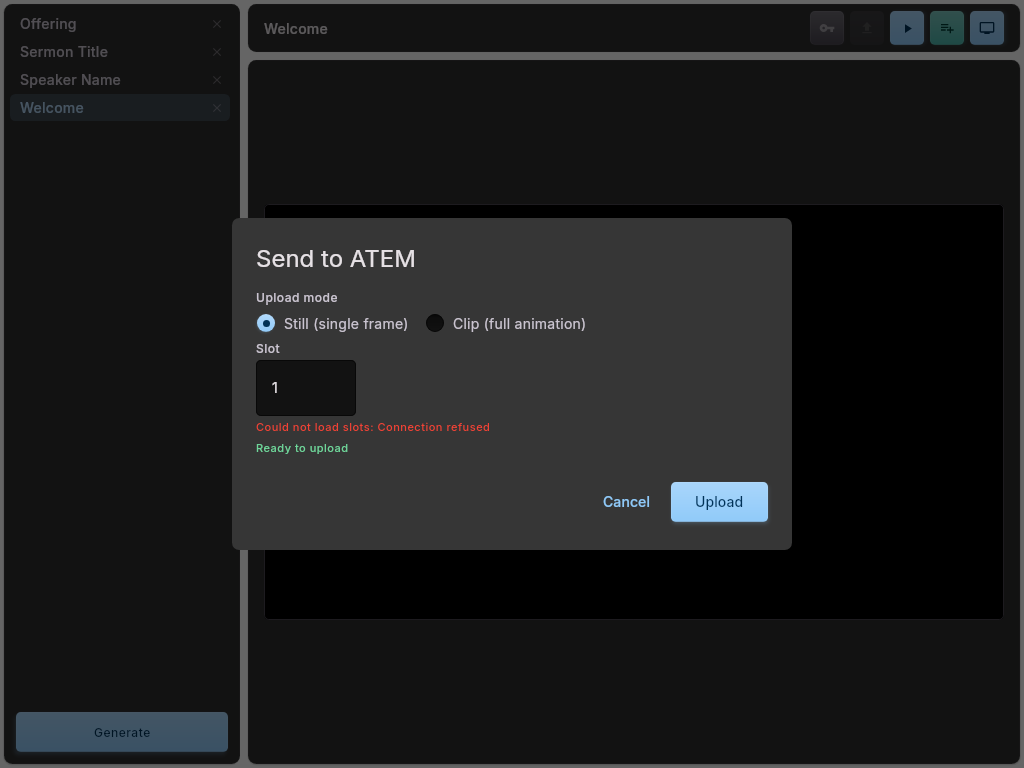 Offering
Sermon Title
Speaker Name
Welcome
Generate
Welcome
Send to ATEM
Upload mode
Still (single frame) Clip (full animation)
Slot
1
Could not load slots: Connection refused
Ready to upload
Cancel Upload